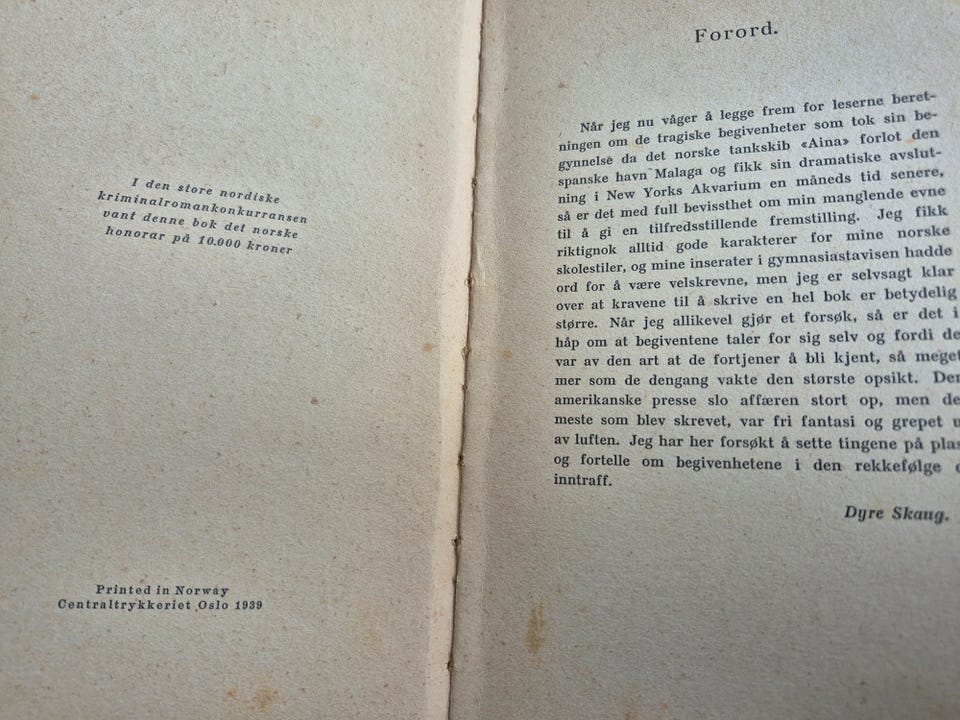 I den store nordiske
kriminalromankonkurransen
vant denne bok det norske
honorar på 10.000 kroner
Printed in Norway
Centraltrykkeriet, Oslo 1939
Forord.
Når jeg nu våger å legge frem for leserne beret-
ningen om de tragiske begivenheter som tok sin be-
gynnelse da det norske tankskib «Aina» forlot den
spanske havn Malaga og fikk sin dramatiske avslut-
ning i New Yorks Akvarium en måneds tid senere,
så er det med full bevissthet om min manglende evne
til å gi en tilfredsstillende fremstilling. Jeg fikk
riktignok alltid gode karakterer for mine norske
skolestiler, og mine inserater i gymnasiastavisen hadde
ord for å være velskrevne, men jeg er selvsagt klar
over at kravene til å skrive en hel bok er betydelig
større. Når jeg allikevel gjør et forsøk, så er det i
håp om at begiventene taler for sig selv og fordi de
var av den art at de fortjener å bli kjent, så meget
mer som de dengang vakte den største opsikt. Den
amerikanske presse slo affæren stort op, men de
meste som blev skrevet, var fri fantasi og grepet u
av luften. Jeg har her forsøkt å sette tingene på plas
og fortelle om begivenhetene i den rekkefølge
inntraff.
Dyre Skaug.